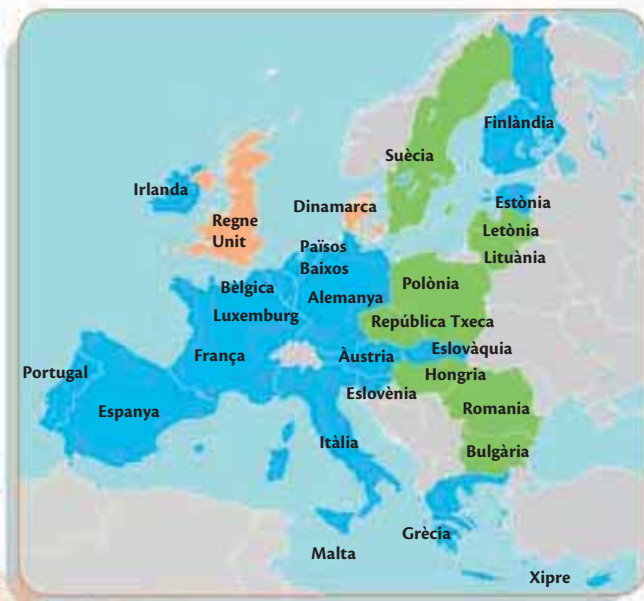 Finlàndia
Suècia
Irlanda
Estònia
Dinamarca
Regne
Unit
Letònia
Lituània
Països
Baixos
Bèlgica
Polònia
Alemanya
Luxemburg
República Txeca
França
Àustria
Eslovàquia
Portugal
Hongria
Eslovènia
Espanya
Romania
Itàlia
Bulgària
Grècia
Malta
Xipre